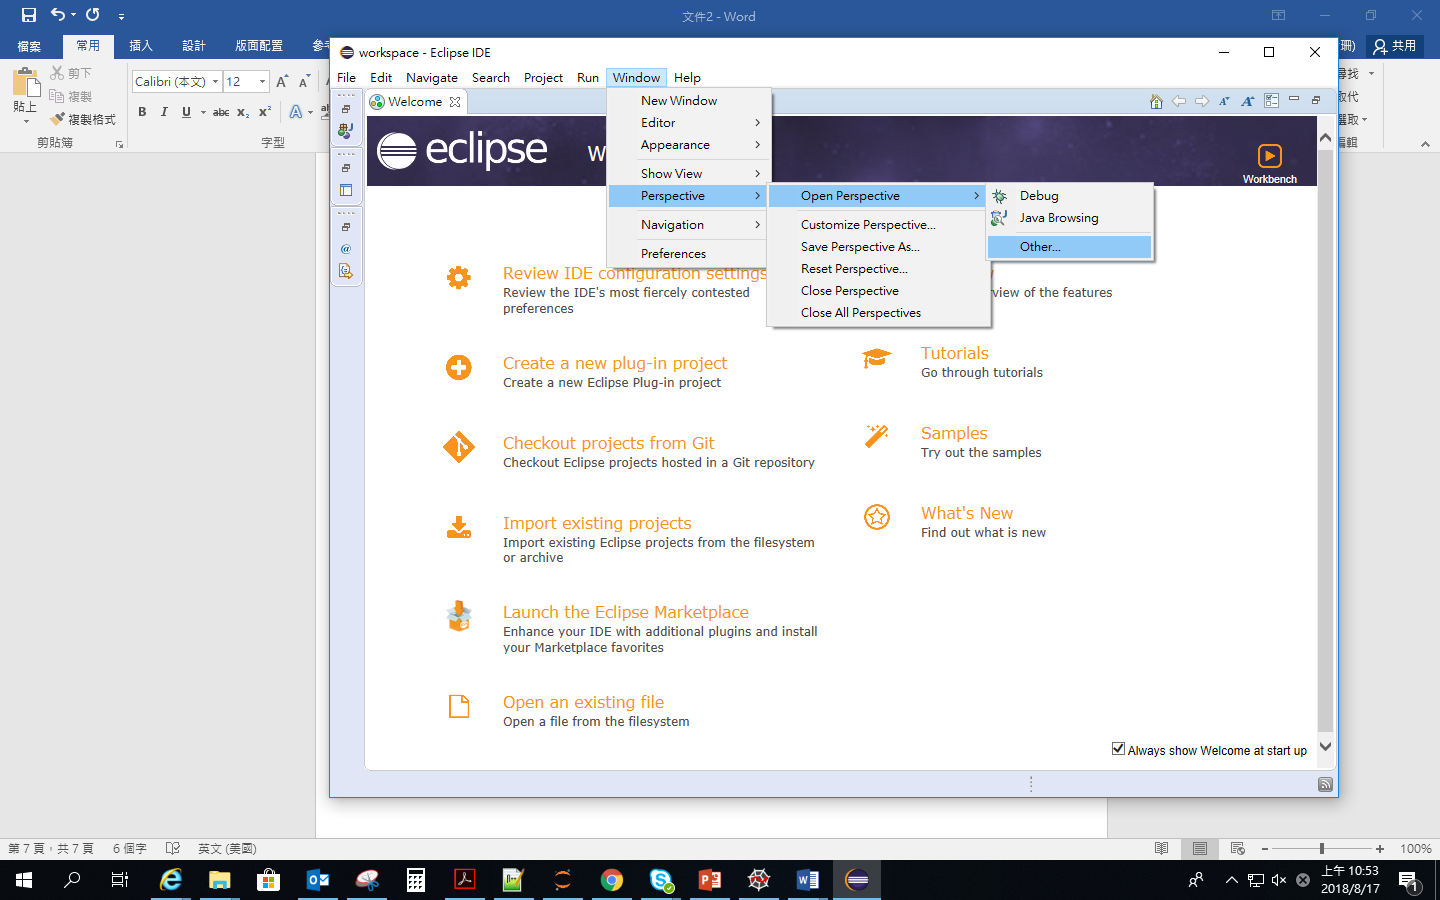 文件2 - Word
檔案 常用 插入 設計 版面配置
共用
貼上
剪下
複製
複製格式
剪貼簿
Calibri (本文) 12
B I U abc x₂ x² A
字型
取代
選取
workspace - Eclipse IDE
File Edit Navigate Search Project Run Window Help
Welcome
eclipse
W
Workbench
New Window
Editor
Appearance
Show View
Perspective
Navigation
Preferences
Open Perspective
Customize Perspective...
Save Perspective As...
Reset Perspective...
Close Perspective
Close All Perspectives
Debug
Java Browsing
Other...
Review IDE configuration settings
Review the IDE's most fiercely contested
preferences
Create a new plug-in project
Create a new Eclipse Plug-in project
Checkout projects from Git
Checkout Eclipse projects hosted in a Git repository
Import existing projects
Import existing Eclipse projects from the filesystem
or archive
Launch the Eclipse Marketplace
Enhance your IDE with additional plugins and install
your Marketplace favorites
Open an existing file
Open a file from the filesystem
view of the features
Tutorials
Go through tutorials
Samples
Try out the samples
What's New
Find out what is new
Always show Welcome at start up
第 7 頁，共 7 頁 6 個字 英文 (美國)
100%
上午 10:53
2018/8/17
1